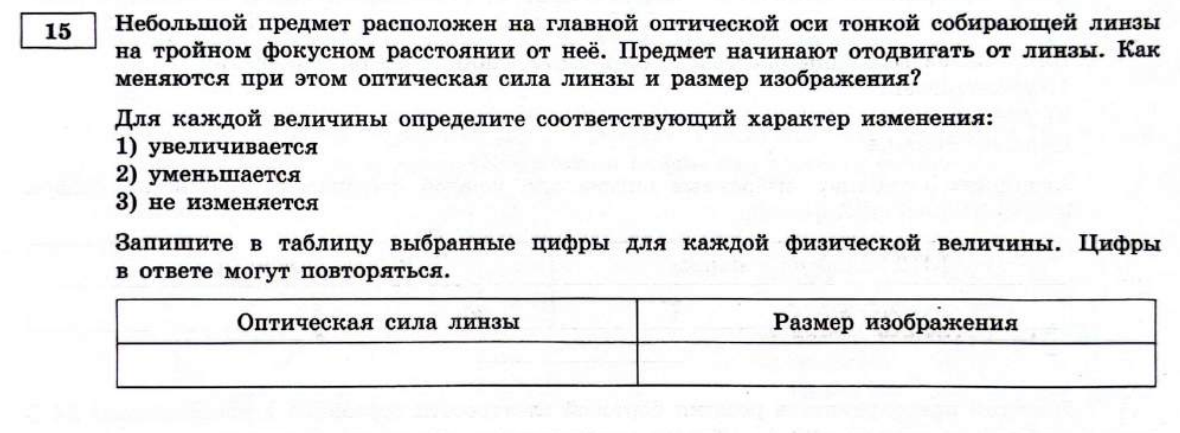 15
Небольшой предмет расположен на главной оптической оси тонкой собирающей линзы
на тройном фокусном расстоянии от неё. Предмет начинают отодвигать от линзы. Как
меняются при этом оптическая сила линзы и размер изображения?
Для каждой величины определите соответствующий характер изменения:
1) увеличивается
2) уменьшается
3) не изменяется
Запишите в таблицу выбранные цифры для каждой физической величины. Цифры
в ответе могут повторяться.
Оптическая сила линзы
Размер изображения